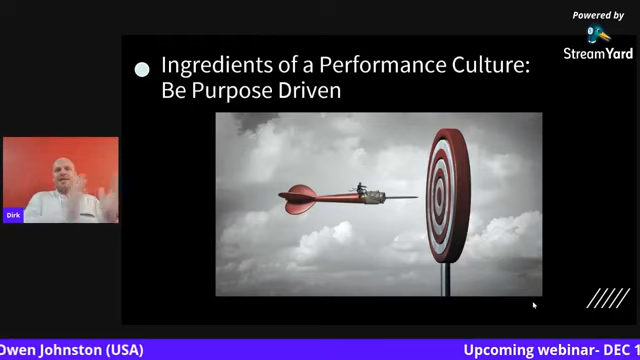 Powered by
StreamYard
Ingredients of a Performance Culture:
Be Purpose Driven
Dirk
Owen Johnston (USA)
Upcoming webinar- DEC 1